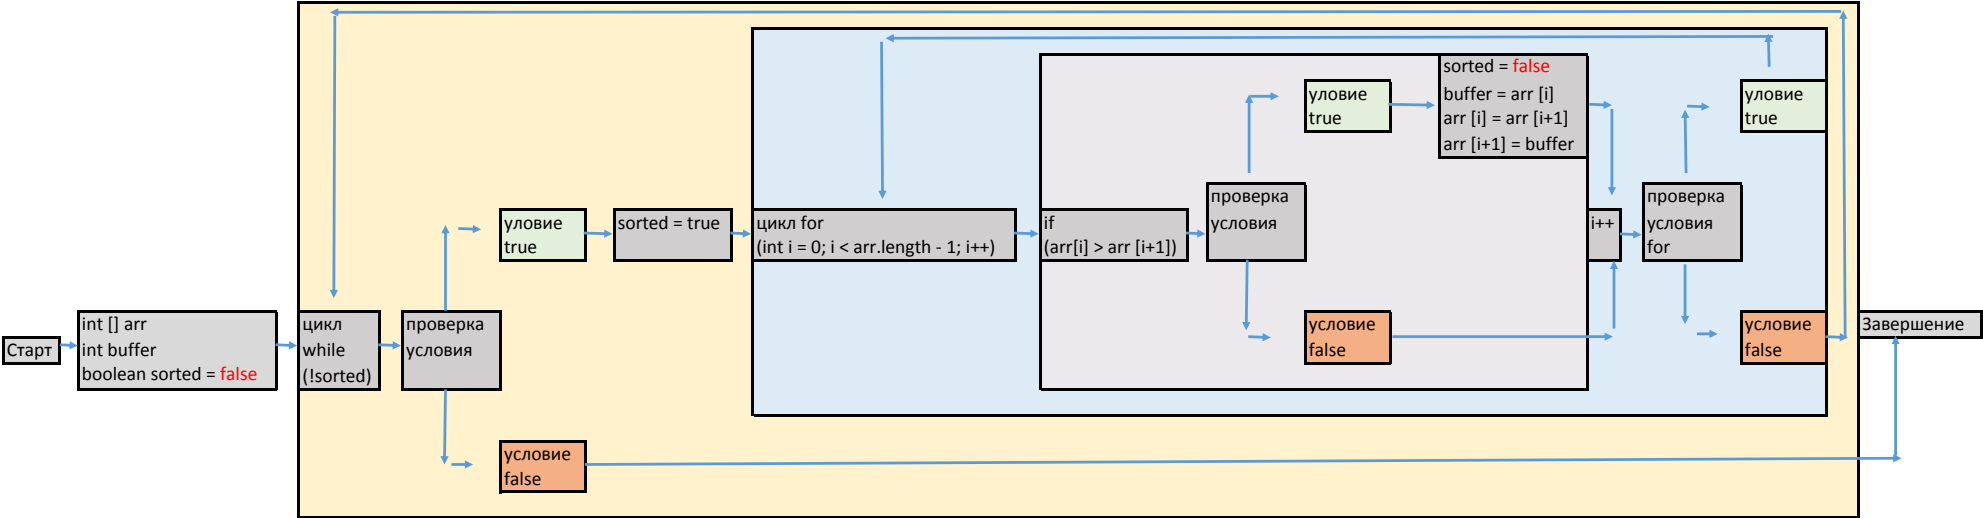 Старт
int [] arr
int buffer
boolean sorted = false
цикл
while
(!sorted)
проверка
условия
уловие
true
условие
false
sorted = true
цикл for
(int i = 0; i < arr.length - 1; i++)
if
(arr[i] > arr [i+1])
проверка
условия
уловие
true
условие
false
sorted = false
buffer = arr [i]
arr [i] = arr [i+1]
arr [i+1] = buffer
i++
проверка
условия
for
уловие
true
условие
false
Завершение